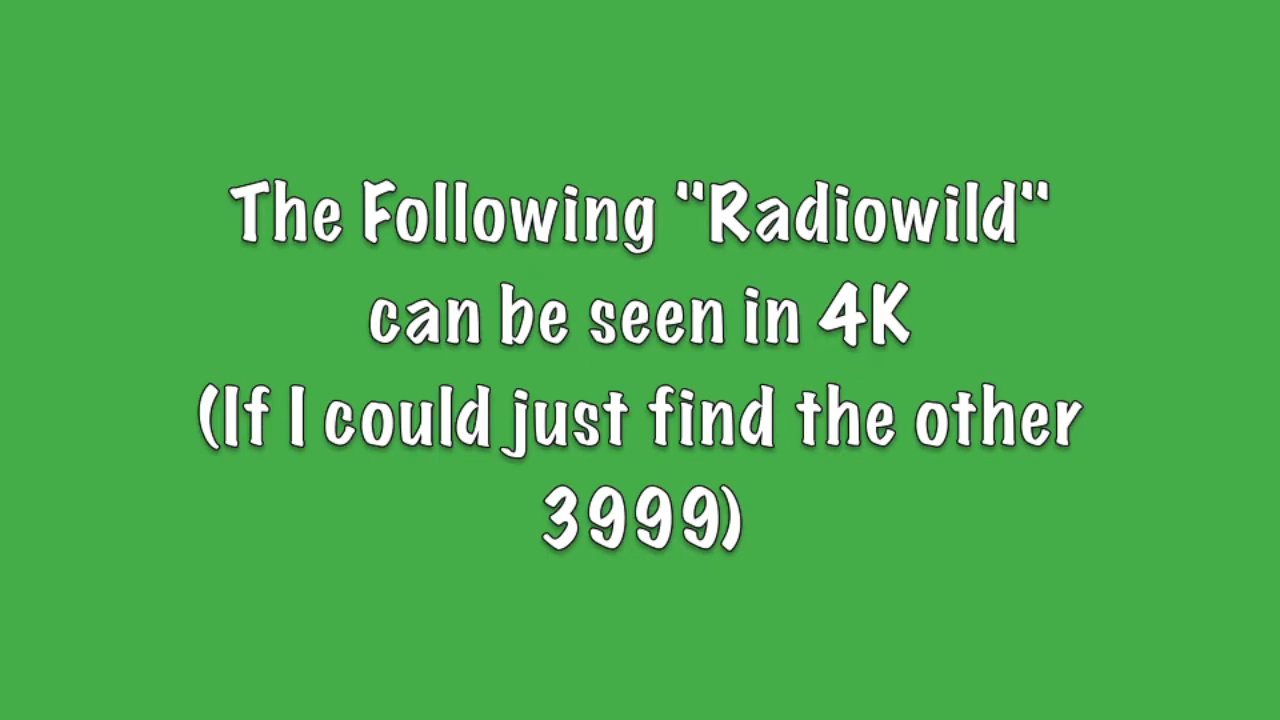 The Following "Radiowild"
can be seen in 4K
(If I could just find the other
3999)